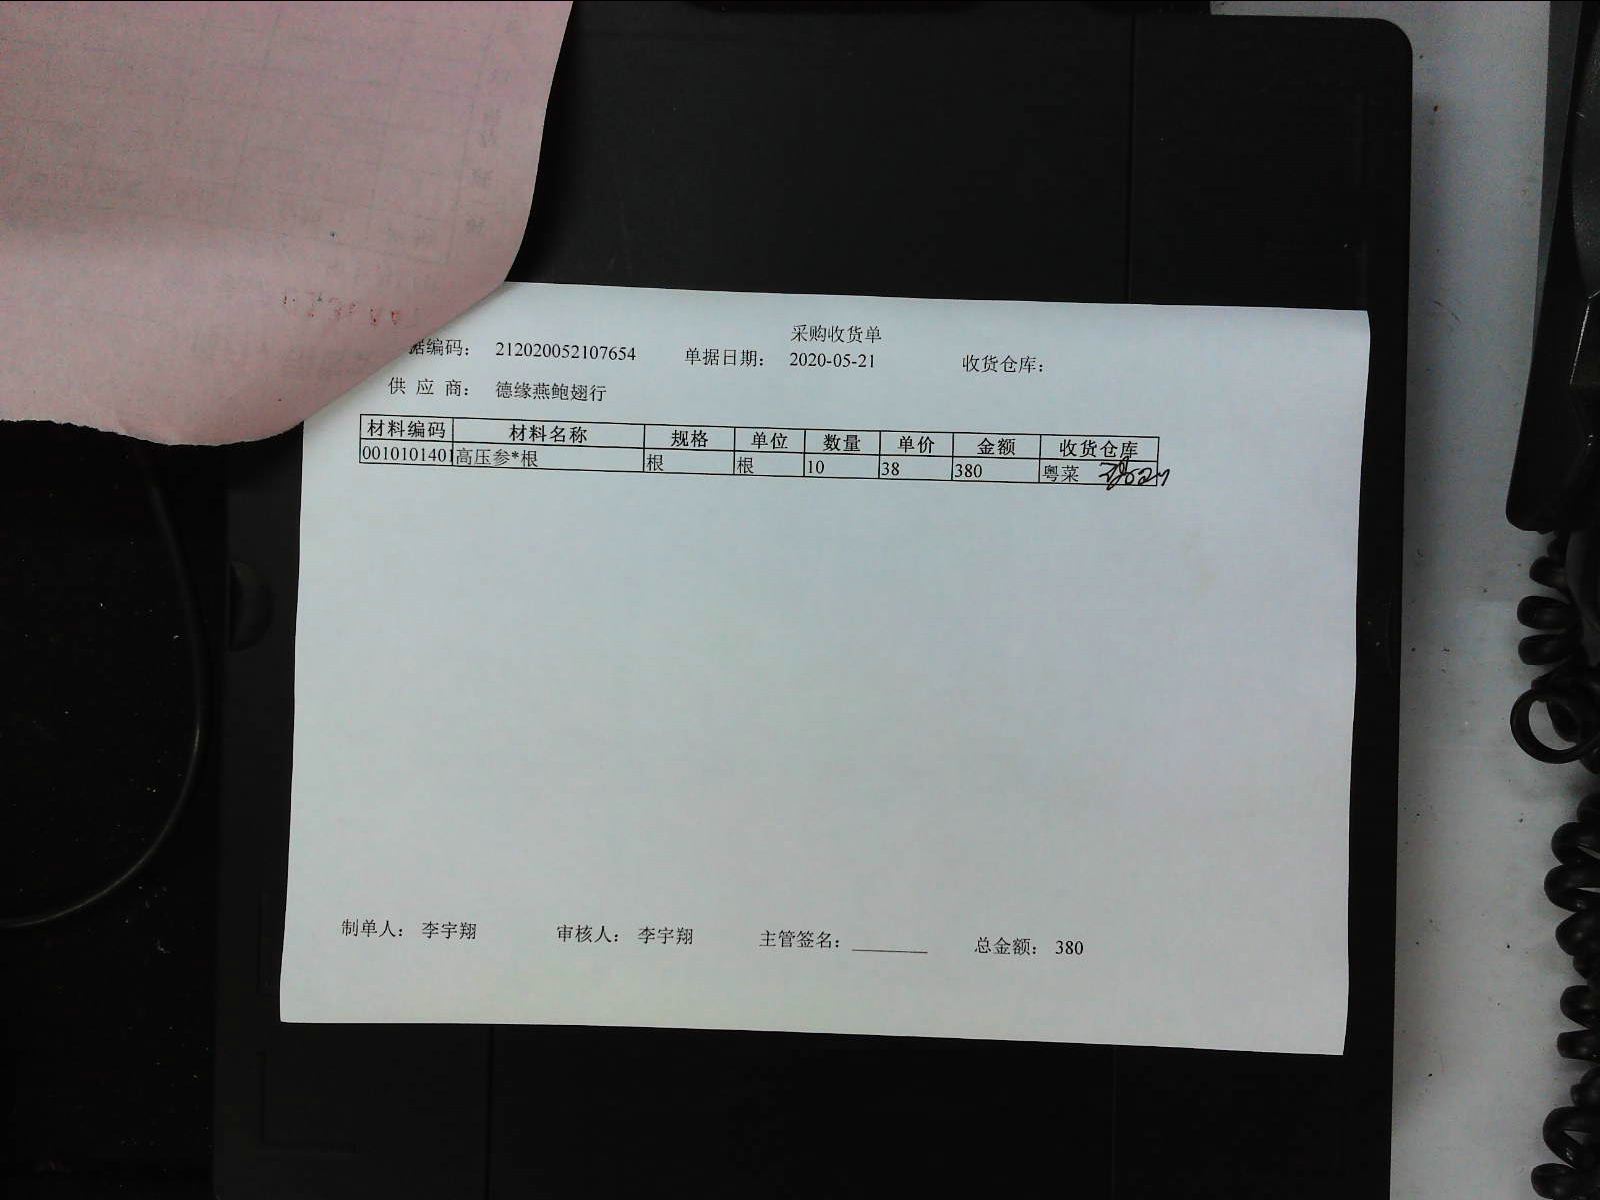 采购收货单
据编码: 212020052107654 单据日期: 2020-05-21 收货仓库:
供 应 商: 德缘燕鲍翅行
材料编码 材料名称 规格 单位 数量 单价 金额 收货仓库
0010101401 高压参*根 根 根 10 38 380 粤菜
制单人: 李宇翔 审核人: 李宇翔 主管签名: ________ 总金额: 380